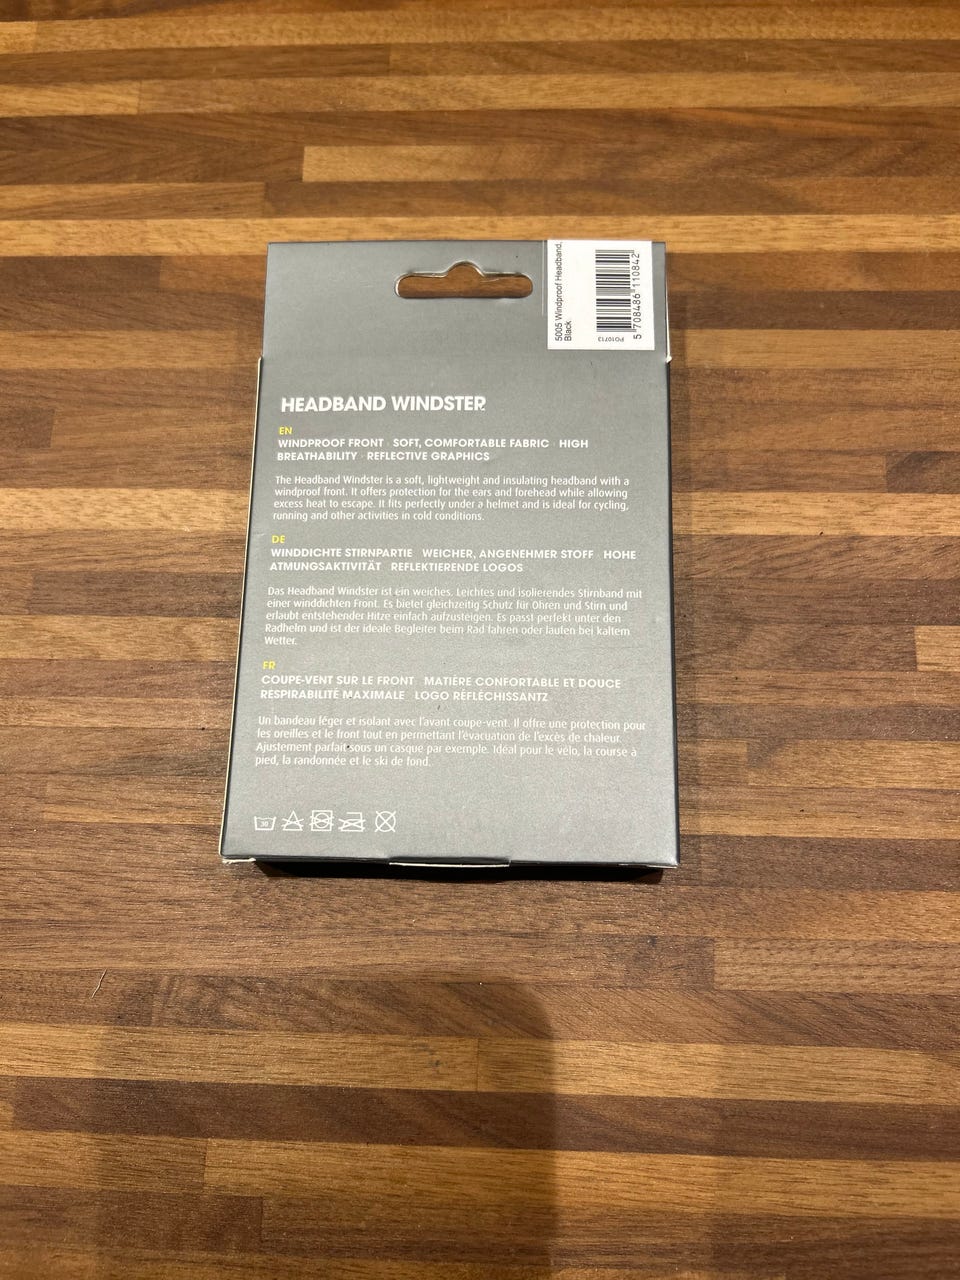 5005 Windproof Headband,
Black.
PO10713
5 708486 110842
HEADBAND WINDSTER
EN
WINDPROOF FRONT · SOFT, COMFORTABLE FABRIC · HIGH
BREATHABILITY · REFLECTIVE GRAPHICS
The Headband Windster is a soft, lightweight and insulating headband with a
windproof front. It offers protection for the ears and forehead while allowing
excess heat to escape. It fits perfectly under a helmet and is ideal for cycling,
running and other activities in cold conditions.
DE
WINDDICHTE STIRNPARTIE WEICHER, ANGENEHMER STOFF HOHE
ATMUNGSAKTIVITÄT REFLEKTIERENDE LOGOS
Das Headband Windster ist ein weiches. Leichtes und isolierendes Stirnband mit
einer winddichten Front. Es bietet gleichzeitig Schutz für Ohren und Stirn und
erlaubt entstehender Hitze einfach aufzusteigen. Es passt perfekt unter den
Radhelm und ist der ideale Begleiter beim Rad fahren oder laufen bei kaltem
Wetter.
FR
COUPE-VENT SUR LE FRONT MATIÉRE CONFORTABLE ET DOUCE
RESPIRABILITÉ MAXIMALE LOGO RÉFLÉCHISSANTZ
Un bandeau léger et isolant avec l'avant coupe-vent. Il offre une protection pour
les oreilles et le front tout en permettant l'évacuation de l'excés de chaleur.
Ajustement parfait sous un casque par exemple. Idéal pour le vélo, la course à
pied, la randonnée et le ski de fond.
30